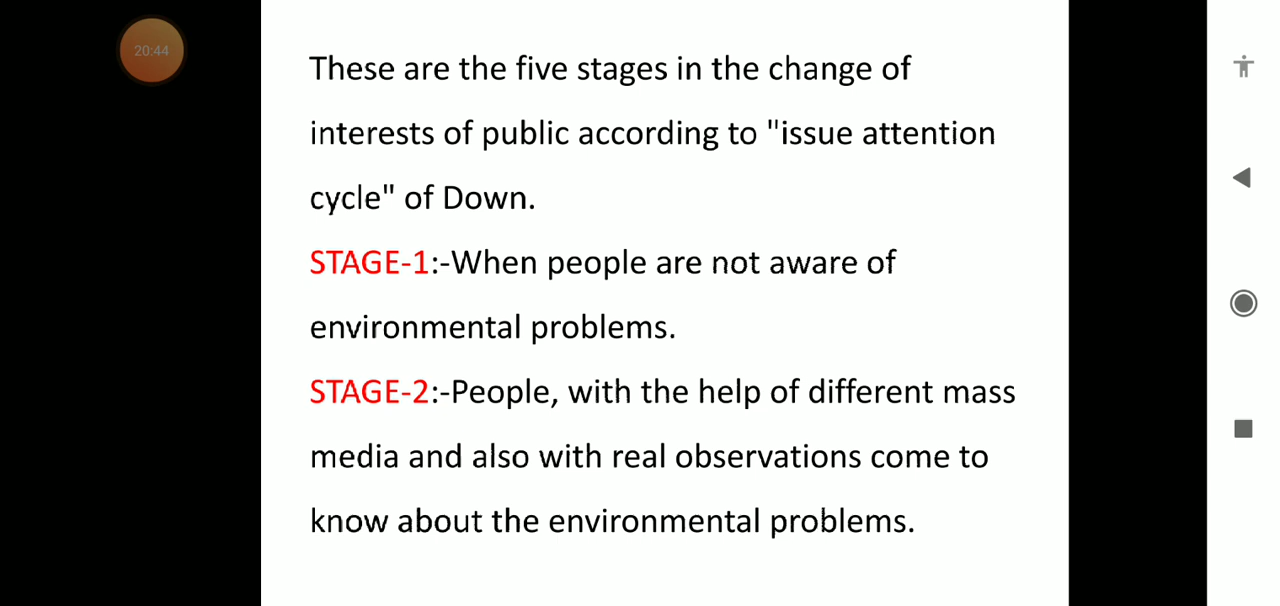 20:44
These are the five stages in the change of
interests of public according to "issue attention
cycle" of Down.
STAGE-1:-When people are not aware of
environmental problems.
STAGE-2:-People, with the help of different mass
media and also with real observations come to
know about the environmental problems.